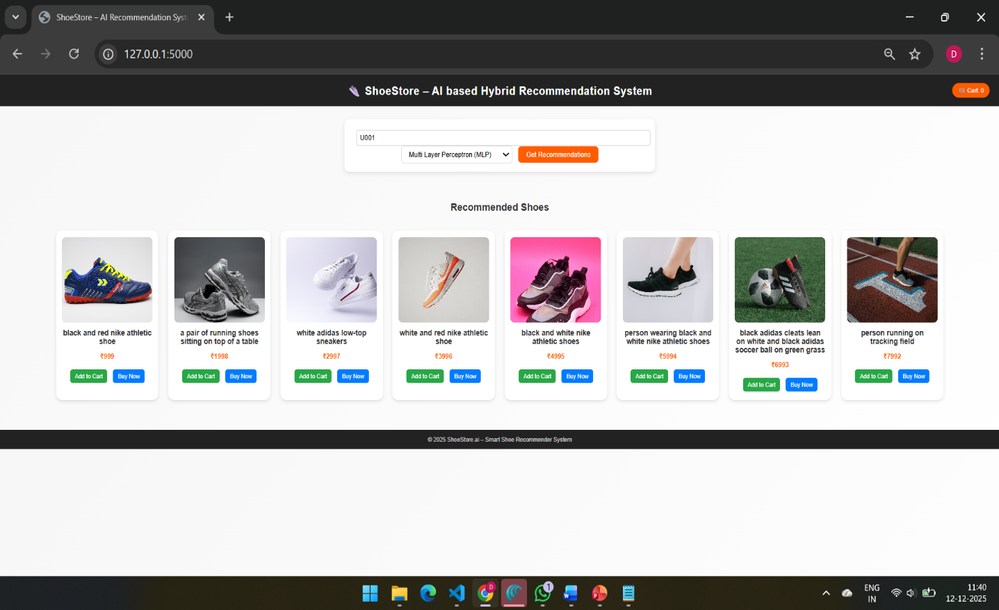 ShoeStore – AI Recommendation Syst
127.0.0.1:5000
D
ShoeStore – AI based Hybrid Recommendation System
Cart: 0
U001
Multi Layer Perceptron (MLP)
Get Recommendations
Recommended Shoes
black and red nike athletic
shoe
₹999
Add to Cart
Buy Now
a pair of running shoes
sitting on top of a table
₹1998
Add to Cart
Buy Now
white adidas low-top
sneakers
₹2997
Add to Cart
Buy Now
white and red nike athletic
shoe
₹3996
Add to Cart
Buy Now
black and white nike
athletic shoes
₹4995
Add to Cart
Buy Now
person wearing black and
white nike athletic shoes
₹5994
Add to Cart
Buy Now
black adidas cleats lean
on white and black adidas
soccer ball on green grass
₹6993
Add to Cart
Buy Now
person running on
tracking field
₹7992
Add to Cart
Buy Now
© 2025 ShoeStore.ai – Smart Shoe Recommender System
D
1
W
P
ENG
IN
11:40
12-12-2025